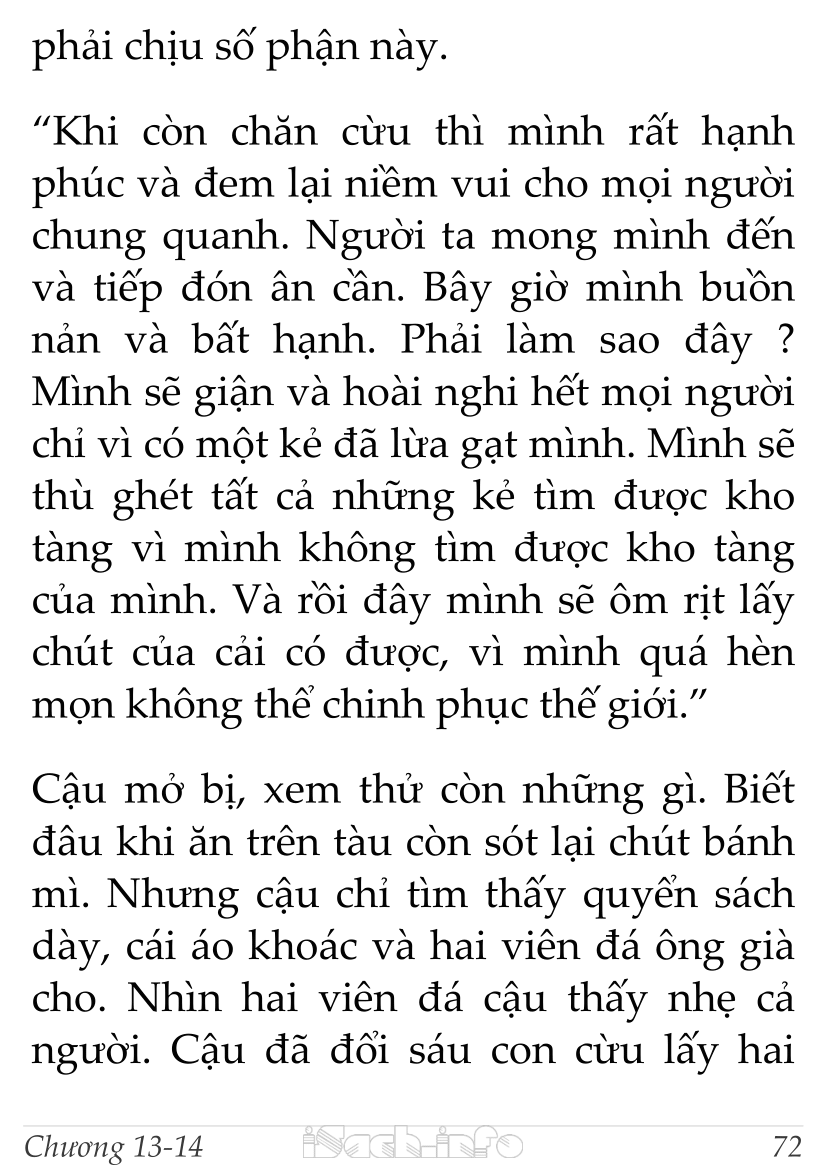 phải chịu số phận này.
“Khi còn chăn cừu thì mình rất hạnh
phúc và đem lại niềm vui cho mọi người
chung quanh. Người ta mong mình đến
và tiếp đón ân cần. Bây giờ mình buồn
nản và bất hạnh. Phải làm sao đây ?
Mình sẽ giận và hoài nghi hết mọi người
chỉ vì có một kẻ đã lừa gạt mình. Mình sẽ
thù ghét tất cả những kẻ tìm được kho
tàng vì mình không tìm được kho tàng
của mình. Và rồi đây mình sẽ ôm rịt lấy
chút của cải có được, vì mình quá hèn
mọn không thể chinh phục thế giới.”
Cậu mở bị, xem thử còn những gì. Biết
đâu khi ăn trên tàu còn sót lại chút bánh
mì. Nhưng cậu chỉ tìm thấy quyển sách
dày, cái áo khoác và hai viên đá ông già
cho. Nhìn hai viên đá cậu thấy nhẹ cả
người. Cậu đã đổi sáu con cừu lấy hai
Chương 13-14 iSach.info 72